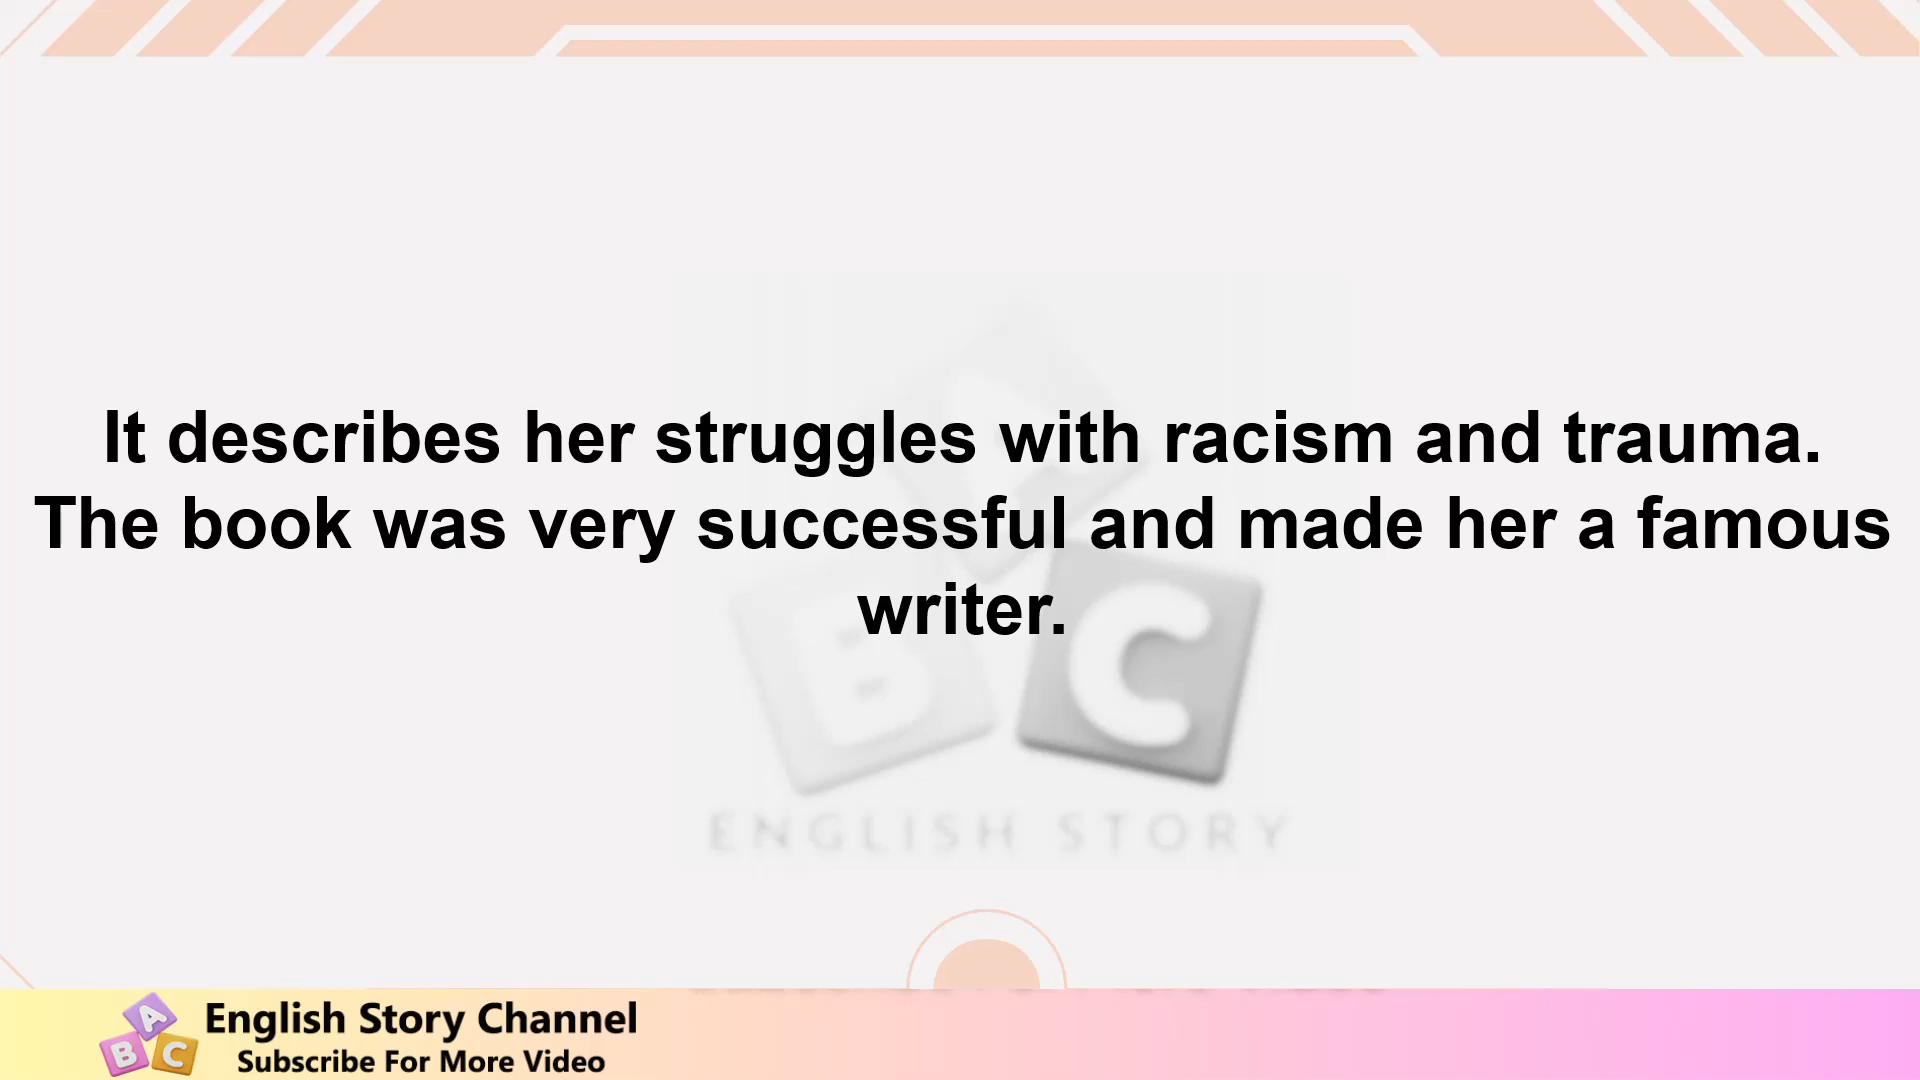 It describes her struggles with racism and trauma.
The book was very successful and made her a famous
writer.
B
C
ENGLISH STORY
A
B
C
English Story Channel
Subscribe For More Video